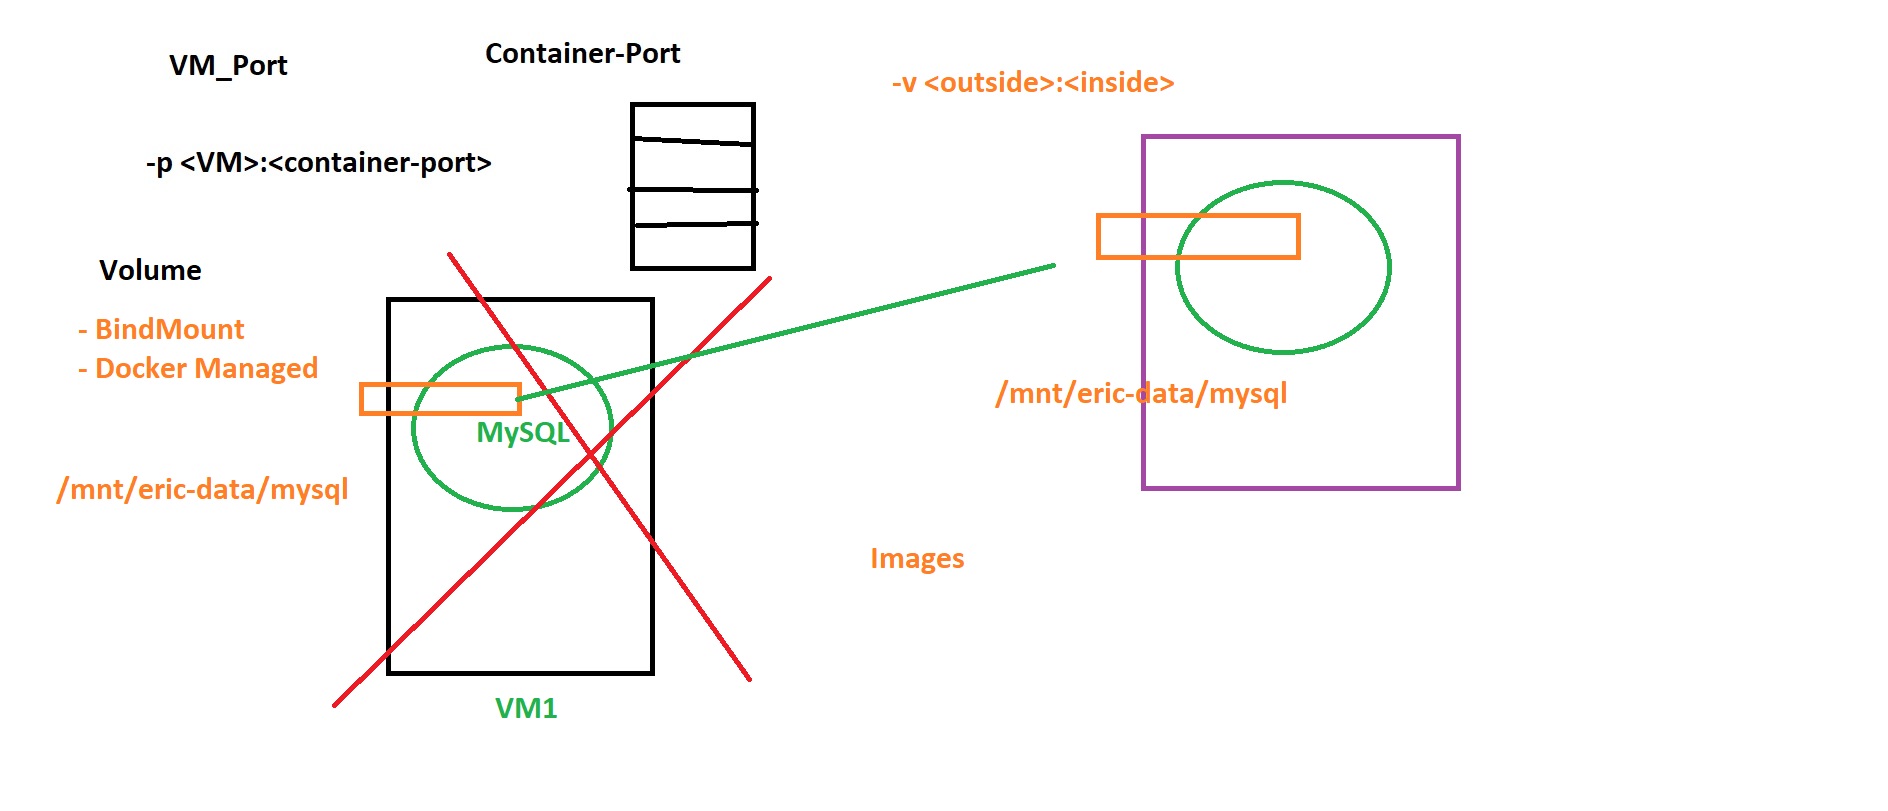 VM_Port
Container-Port
-v <outside>:<inside>
-p <VM>:<container-port>
Volume
- BindMount
- Docker Managed
/mnt/eric-data/mysql
MySQL
/mnt/eric-data/mysql
Images
VM1